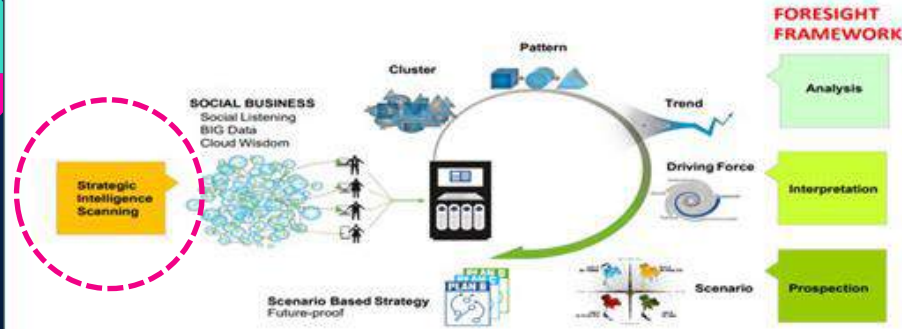 FORESIGHT
FRAMEWORK
Pattern
Cluster
Analysis
SOCIAL BUSINESS
Social Listening
BIG Data
Cloud Wisdom
Trend
Strategic
Intelligence
Scanning
Driving Force
Interpretation
Scenario
Prospection
Scenario Based Strategy
Future-proof
PLAN B